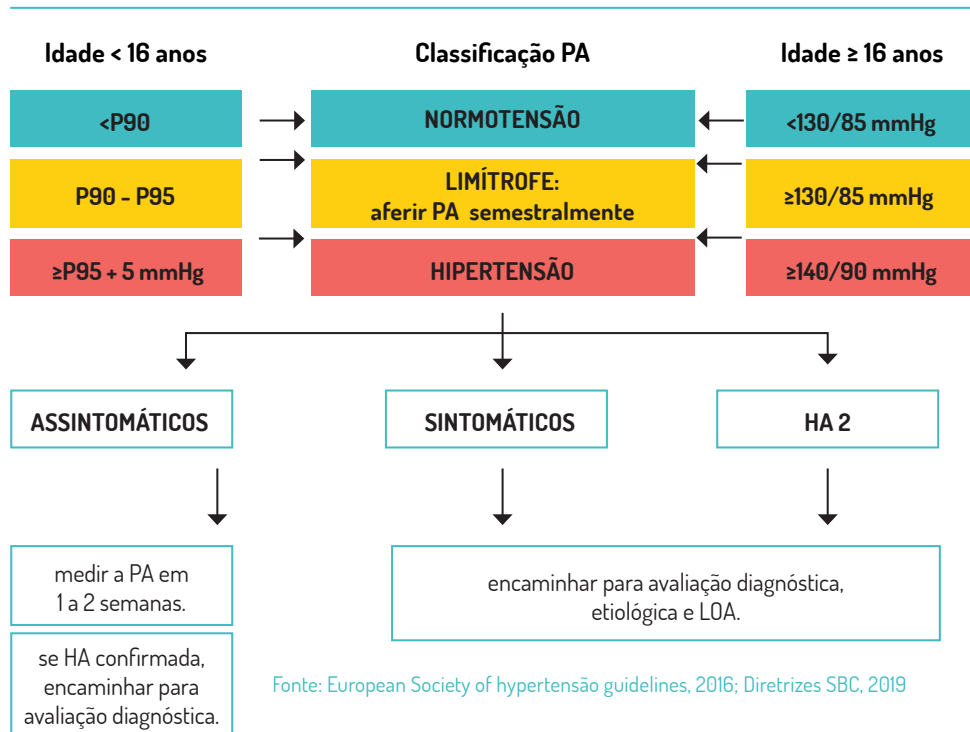 Idade < 16 anos
Classificação PA
Idade ≥ 16 anos
<P90
NORMOTENSÃO
<130/85 mmHg
P90 - P95
LIMÍTROFE:
aferir PA semestralmente
≥130/85 mmHg
≥P95 + 5 mmHg
HIPERTENSÃO
≥140/90 mmHg
ASSINTOMÁTICOS
SINTOMÁTICOS
HA 2
medir a PA em
1 a 2 semanas.
encaminhar para avaliação diagnóstica,
etiológica e LOA.
se HA confirmada,
encaminhar para
avaliação diagnóstica.
Fonte: European Society of hypertensão guidelines, 2016; Diretrizes SBC, 2019